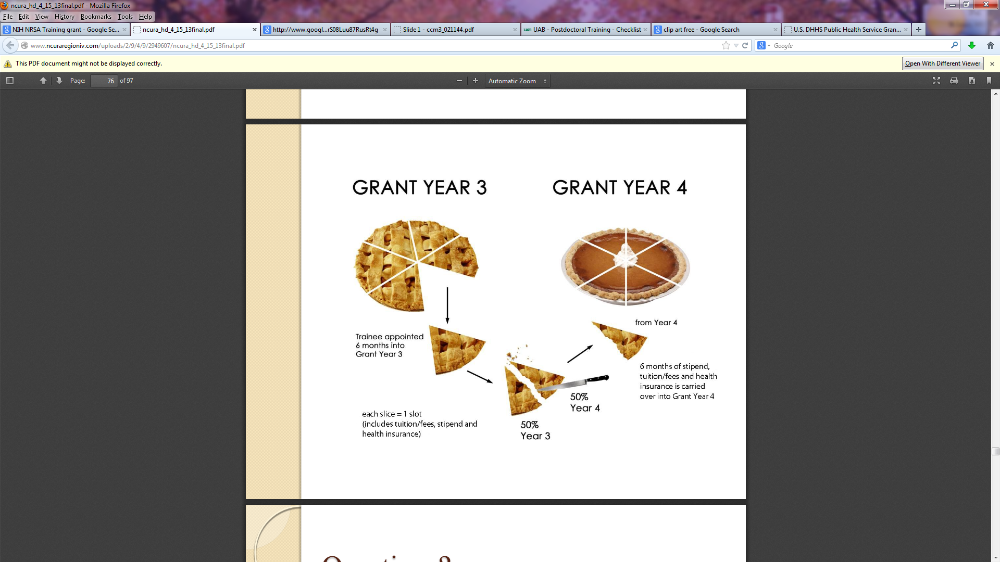 ncura_hd_4_15_13final.pdf - Mozilla Firefox
File Edit View History Bookmarks Tools Help
NIH NRSA Training grant - Google Se...
ncura_hd_4_15_13final.pdf
http://www.googl...rS08Luu87RusRt4g
Slide 1 - ccm3_021144.pdf
UAB UAB - Postdoctoral Training - Checklist
clip art free - Google Search
U.S. DHHS Public Health Service Gran...
www.ncuraregioniv.com/uploads/2/9/4/9/2949607/ncura_hd_4_15_13final.pdf
Google
This PDF document might not be displayed correctly.
Open With Different Viewer
Page: 76 of 97
Automatic Zoom
GRANT YEAR 3
GRANT YEAR 4
Trainee appointed
6 months into
Grant Year 3
each slice = 1 slot
(includes tuition/fees, stipend and
health insurance)
50%
Year 3
50%
Year 4
from Year 4
6 months of stipend,
tuition/fees and health
insurance is carried
over into Grant Year 4